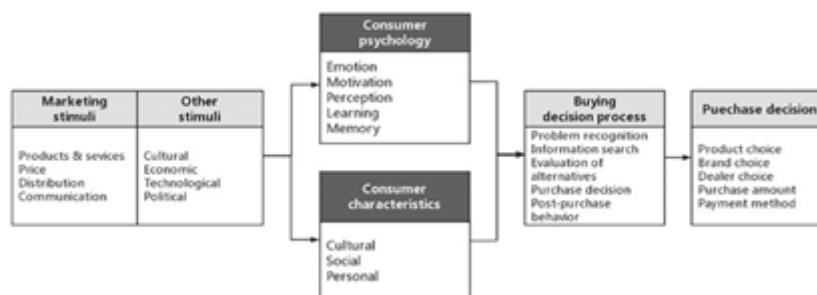 Marketing
stimuli
Products & sevices
Price
Distribution
Communication
Other
stimuli
Cultural
Economic
Technological
Political
Consumer
psychology
Emotion
Motivation
Perception
Learning
Memory
Consumer
characteristics
Cultural
Social
Personal
Buying
decision process
Problem recognition
Information search
Evaluation of
alternatives
Purchase decision
Post-purchase
behavior
Puechase decision
Product choice
Brand choice
Dealer choice
Purchase amount
Payment method